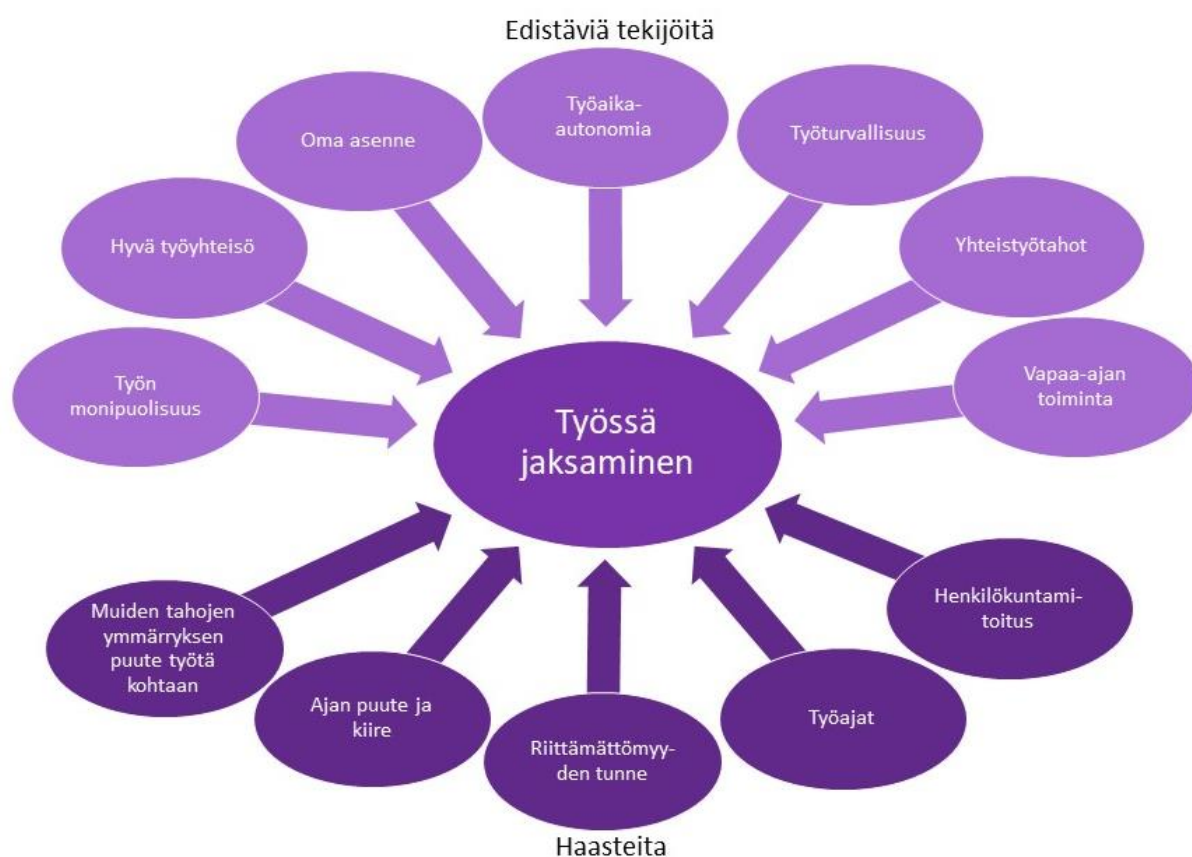 Edistäviä tekijöitä
Työaika-
autonomia
Oma asenne
Työturvallisuus
Hyvä työyhteisö
Yhteistyötahot
Työn
monipuolisuus
Vapaa-ajan
toiminta
Työssä
jaksaminen
Muiden tahojen
ymmärryksen
puute työtä
kohtaan
Henkilökuntami-
toitus
Ajan puute ja
kiire
Työajat
Riittämättömyy-
den tunne
Haasteita